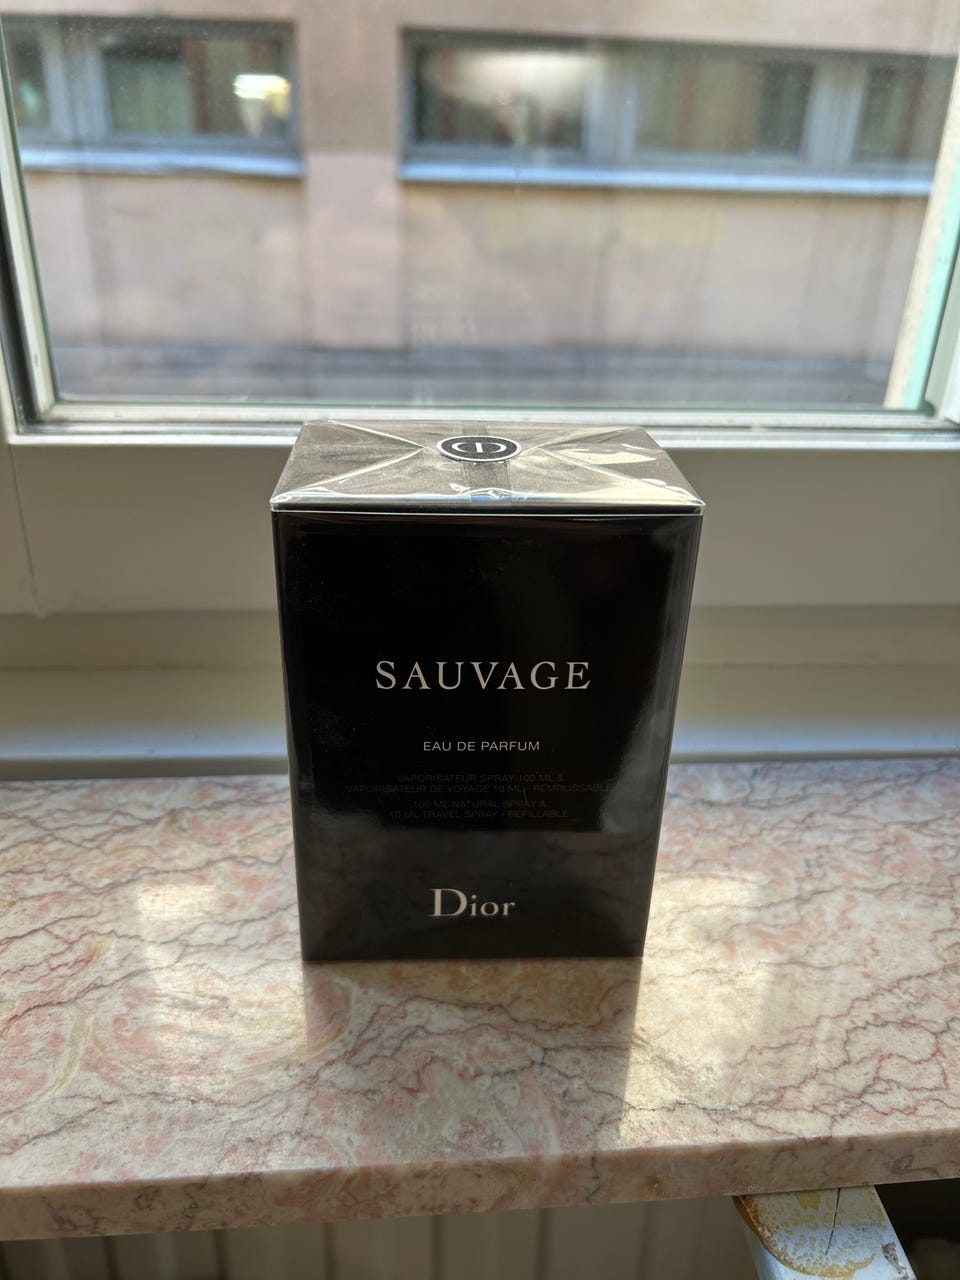 SAUVAGE
EAU DE PARFUM
VAPORISATEUR SPRAY 100 ML &
VAPORISATEUR DE VOYAGE 10 ML - REMPLISSABLE
100 ML NATURAL SPRAY &
10 ML TRAVEL SPRAY - REFILLABLE
Dior